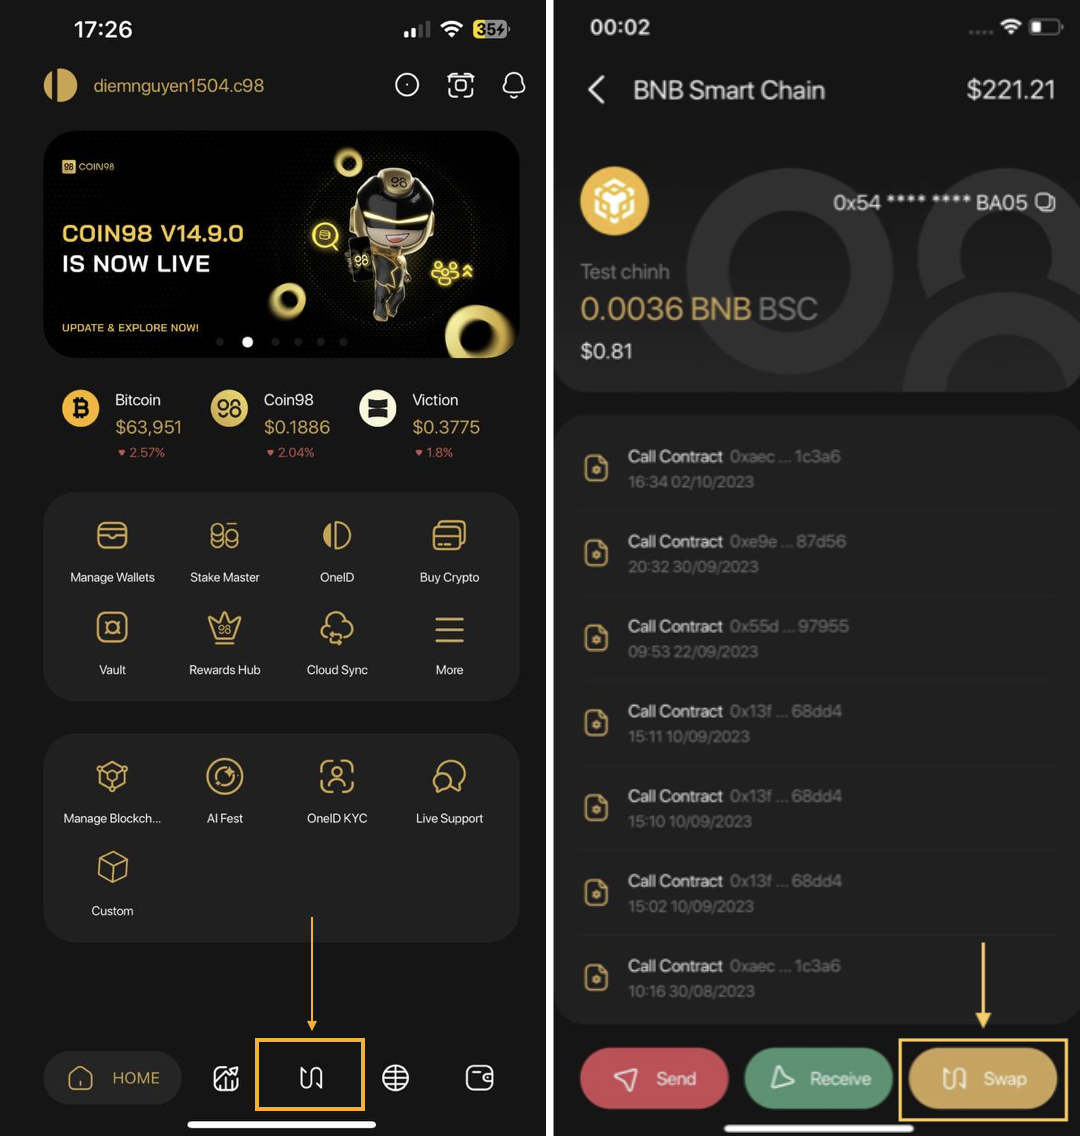 17:26
35
diemnguyen1504.c98
98 COIN98
98
COIN98 V14.9.0
IS NOW LIVE
98
UPDATE & EXPLORE NOW!
Bitcoin
$63,951
2.57%
Coin98
$0.1886
2.04%
Viction
$0.3775
1.8%
Manage Wallets
Stake Master
OneID
Buy Crypto
Vault
Rewards Hub
Cloud Sync
More
Manage Blockch...
AI Fest
OneID KYC
Live Support
Custom
HOME
00:02
BNB Smart Chain
$221.21
0x54 **** **** BA05
Test chinh
0.0036 BNB BSC
$0.81
Call Contract 0xaec ... 1c3a6
16:34 02/10/2023
Call Contract 0xe9e ... 87d56
20:32 30/09/2023
Call Contract 0x55d ... 97955
09:53 22/09/2023
Call Contract 0x13f ... 68dd4
15:11 10/09/2023
Call Contract 0x13f ... 68dd4
15:10 10/09/2023
Call Contract 0x13f ... 68dd4
15:02 10/09/2023
Call Contract 0xaec ... 1c3a6
10:16 30/08/2023
Send
Receive
Swap